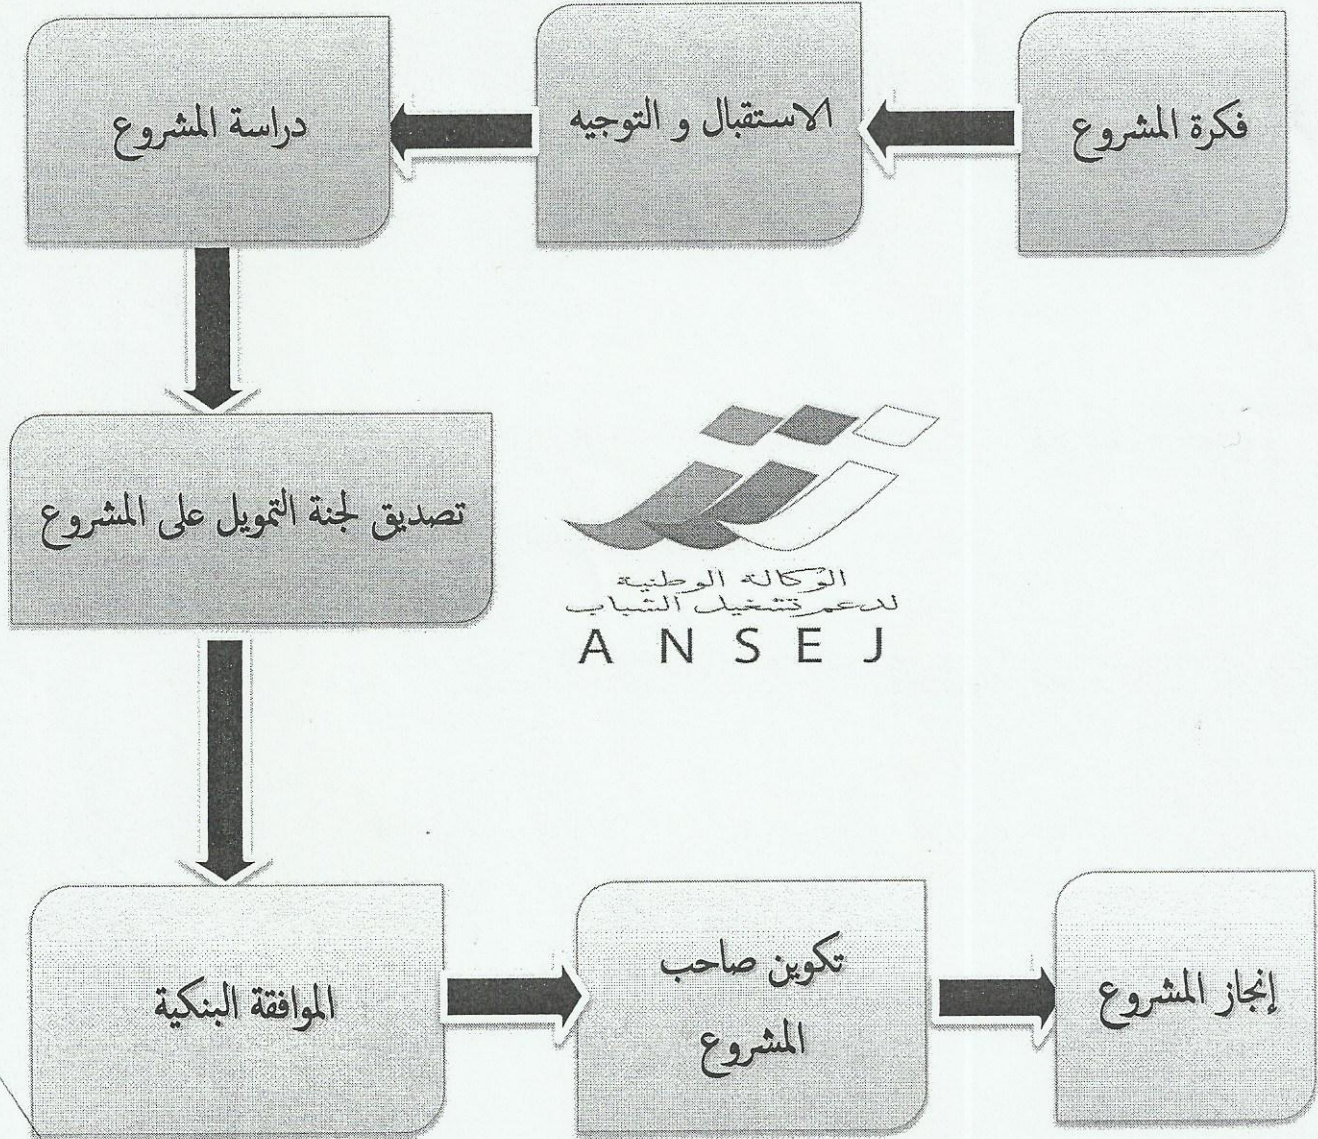 فكرة المشروع
الاستقبال و التوجيه
دراسة المشروع
تصديق لجنة التمويل على المشروع
الوكالة الوطنية
لدعم تشغيل الشباب
A N S E J
الموافقة البنكية
تكوين صاحب
المشروع
إنجاز المشروع